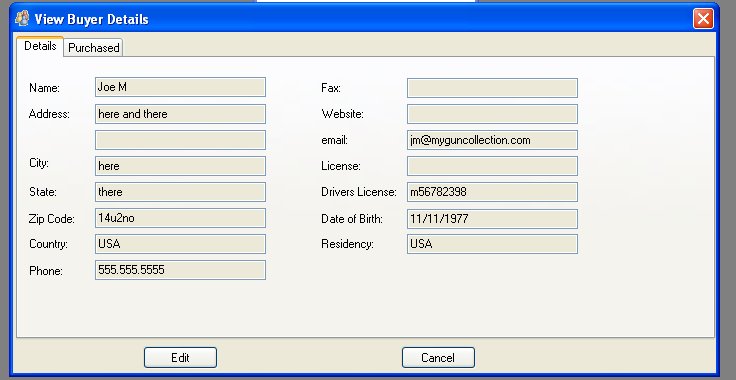 View Buyer Details
Details Purchased
Name: Joe M Fax:
Address: here and there Website:
email: jm@myguncollection.com
City: here License:
State: there Drivers License: m56782398
Zip Code: 14u2no Date of Birth: 11/11/1977
Country: USA Residency: USA
Phone: 555.555.5555
Edit Cancel